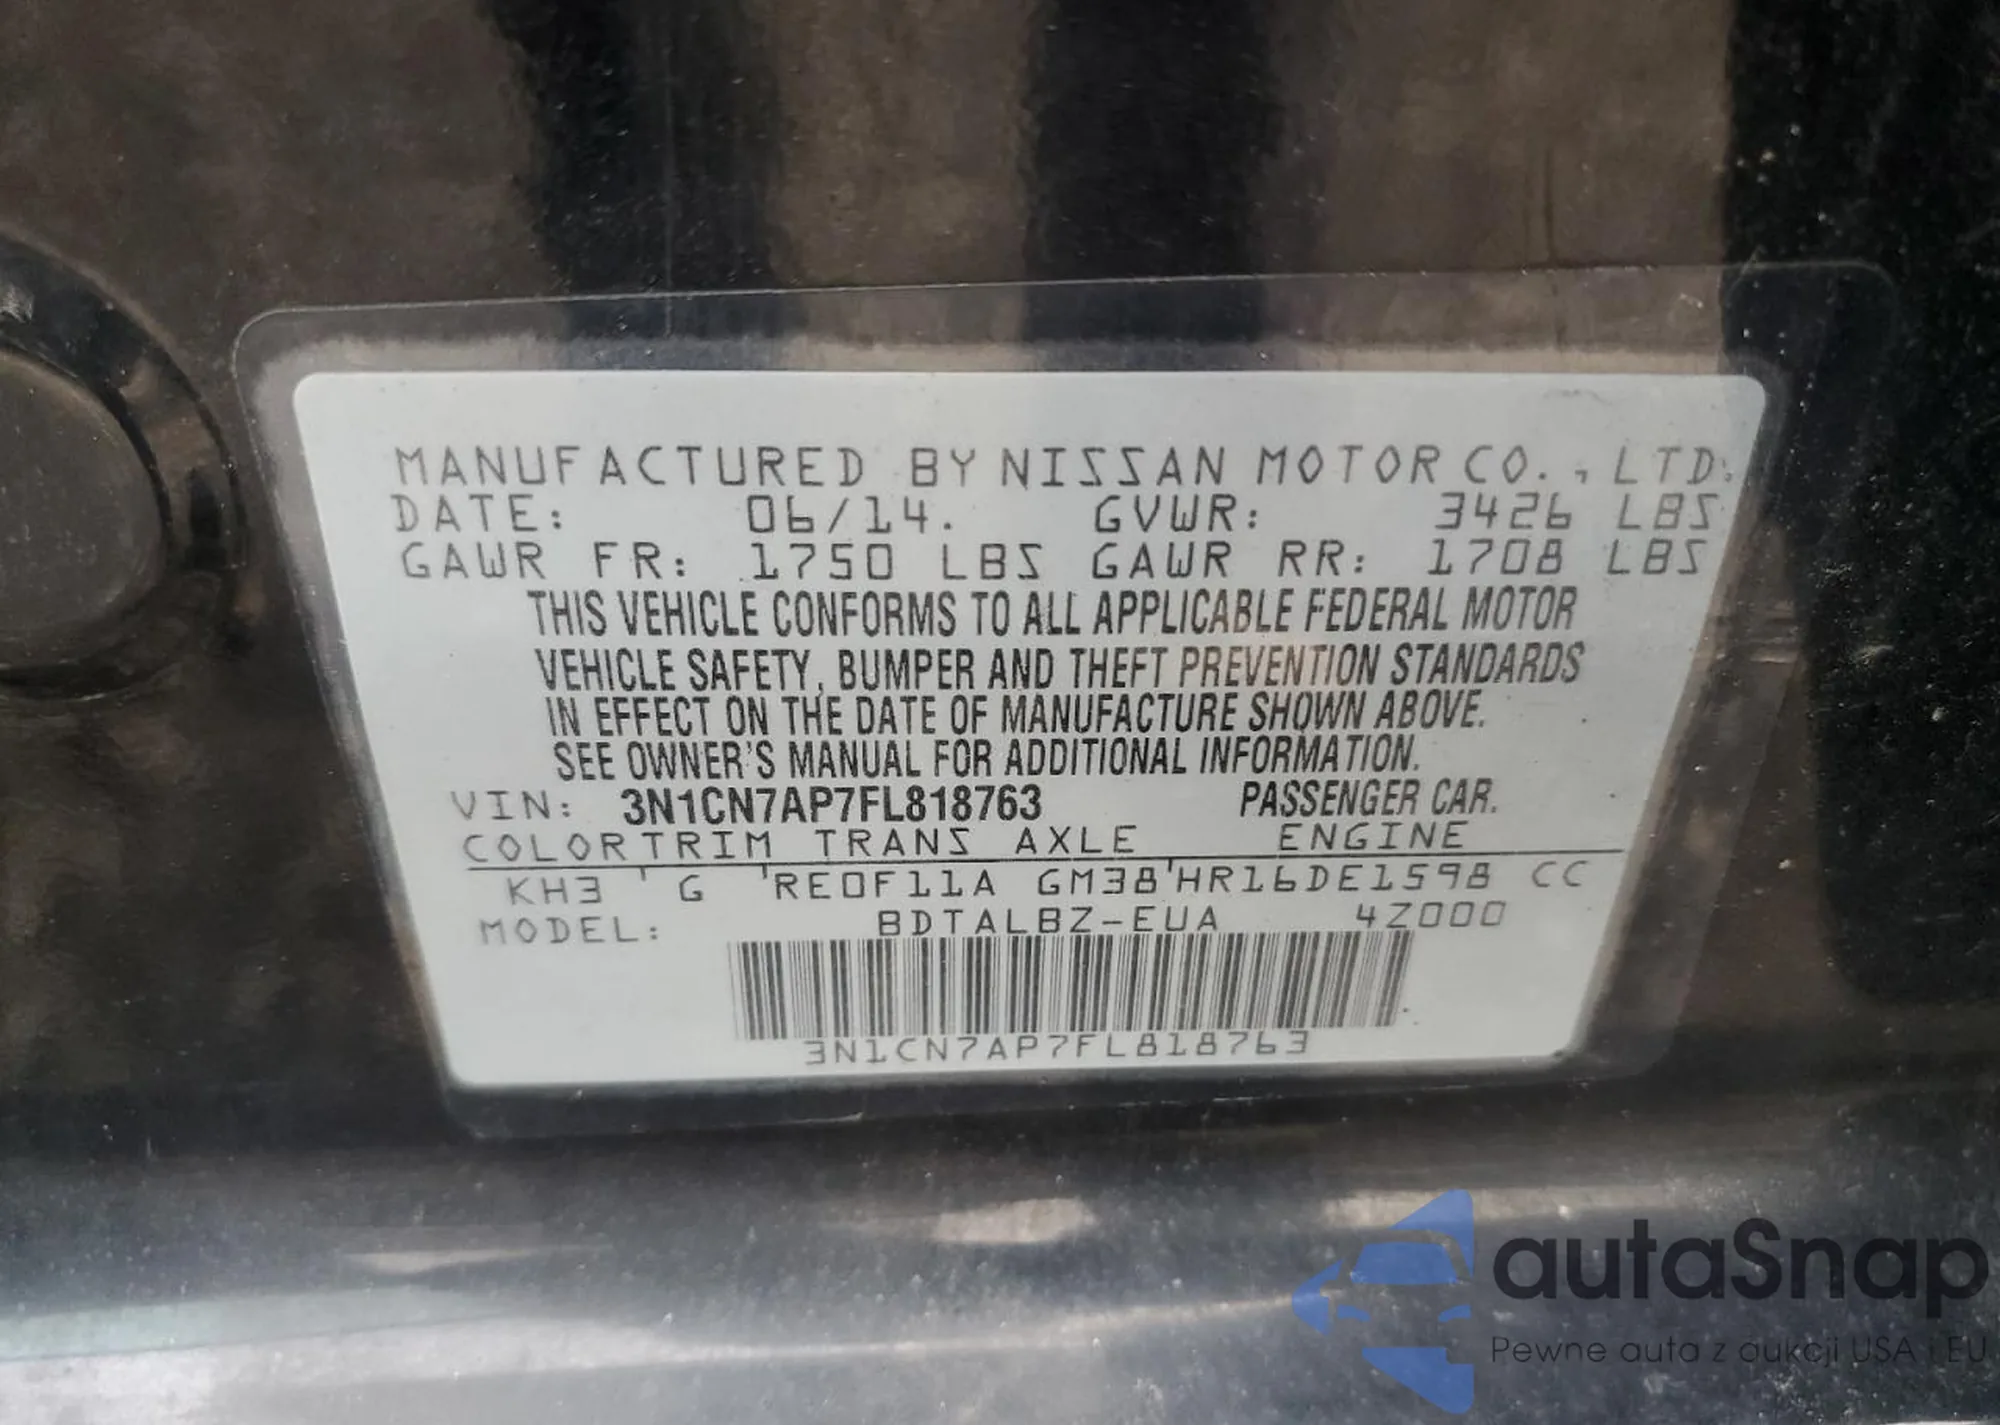 MANUFACTURED BY NISSAN MOTOR CO., LTD.
DATE: 06/14. GVWR: 3426 LBS
GAWR FR: 1750 LBS GAWR RR: 1708 LBS
THIS VEHICLE CONFORMS TO ALL APPLICABLE FEDERAL MOTOR
VEHICLE SAFETY, BUMPER AND THEFT PREVENTION STANDARDS
IN EFFECT ON THE DATE OF MANUFACTURE SHOWN ABOVE.
SEE OWNER'S MANUAL FOR ADDITIONAL INFORMATION.
VIN: 3N1CN7AP7FL818763 PASSENGER CAR.
COLOR TRIM TRANS AXLE ENGINE
KH3 ' G 'RE0F11A GM38'HR16DE1598 CC
MODEL: BDTALBZ-EUA 4Z000
3N1CN7AP7FL818763
autaSnap
Pewne auta z aukcji USA i EU